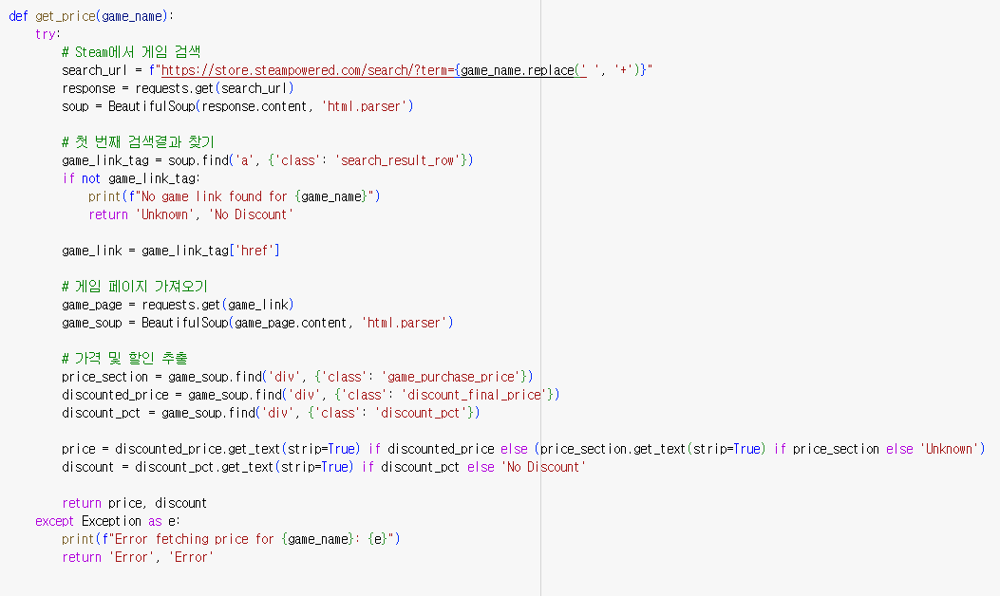 def get_price(game_name):
    try:
        # Steam에서 게임 검색
        search_url = f"https://store.steampowered.com/search/?term={game_name.replace(' ', '+')}"
        response = requests.get(search_url)
        soup = BeautifulSoup(response.content, 'html.parser')

        # 첫 번째 검색결과 찾기
        game_link_tag = soup.find('a', {'class': 'search_result_row'})
        if not game_link_tag:
            print(f"No game link found for {game_name}")
            return 'Unknown', 'No Discount'

        game_link = game_link_tag['href']

        # 게임 페이지 가져오기
        game_page = requests.get(game_link)
        game_soup = BeautifulSoup(game_page.content, 'html.parser')

        # 가격 및 할인 추출
        price_section = game_soup.find('div', {'class': 'game_purchase_price'})
        discounted_price = game_soup.find('div', {'class': 'discount_final_price'})
        discount_pct = game_soup.find('div', {'class': 'discount_pct'})

        price = discounted_price.get_text(strip=True) if discounted_price else (price_section.get_text(strip=True) if price_section else 'Unknown')
        discount = discount_pct.get_text(strip=True) if discount_pct else 'No Discount'

        return price, discount
    except Exception as e:
        print(f"Error fetching price for {game_name}: {e}")
        return 'Error', 'Error'